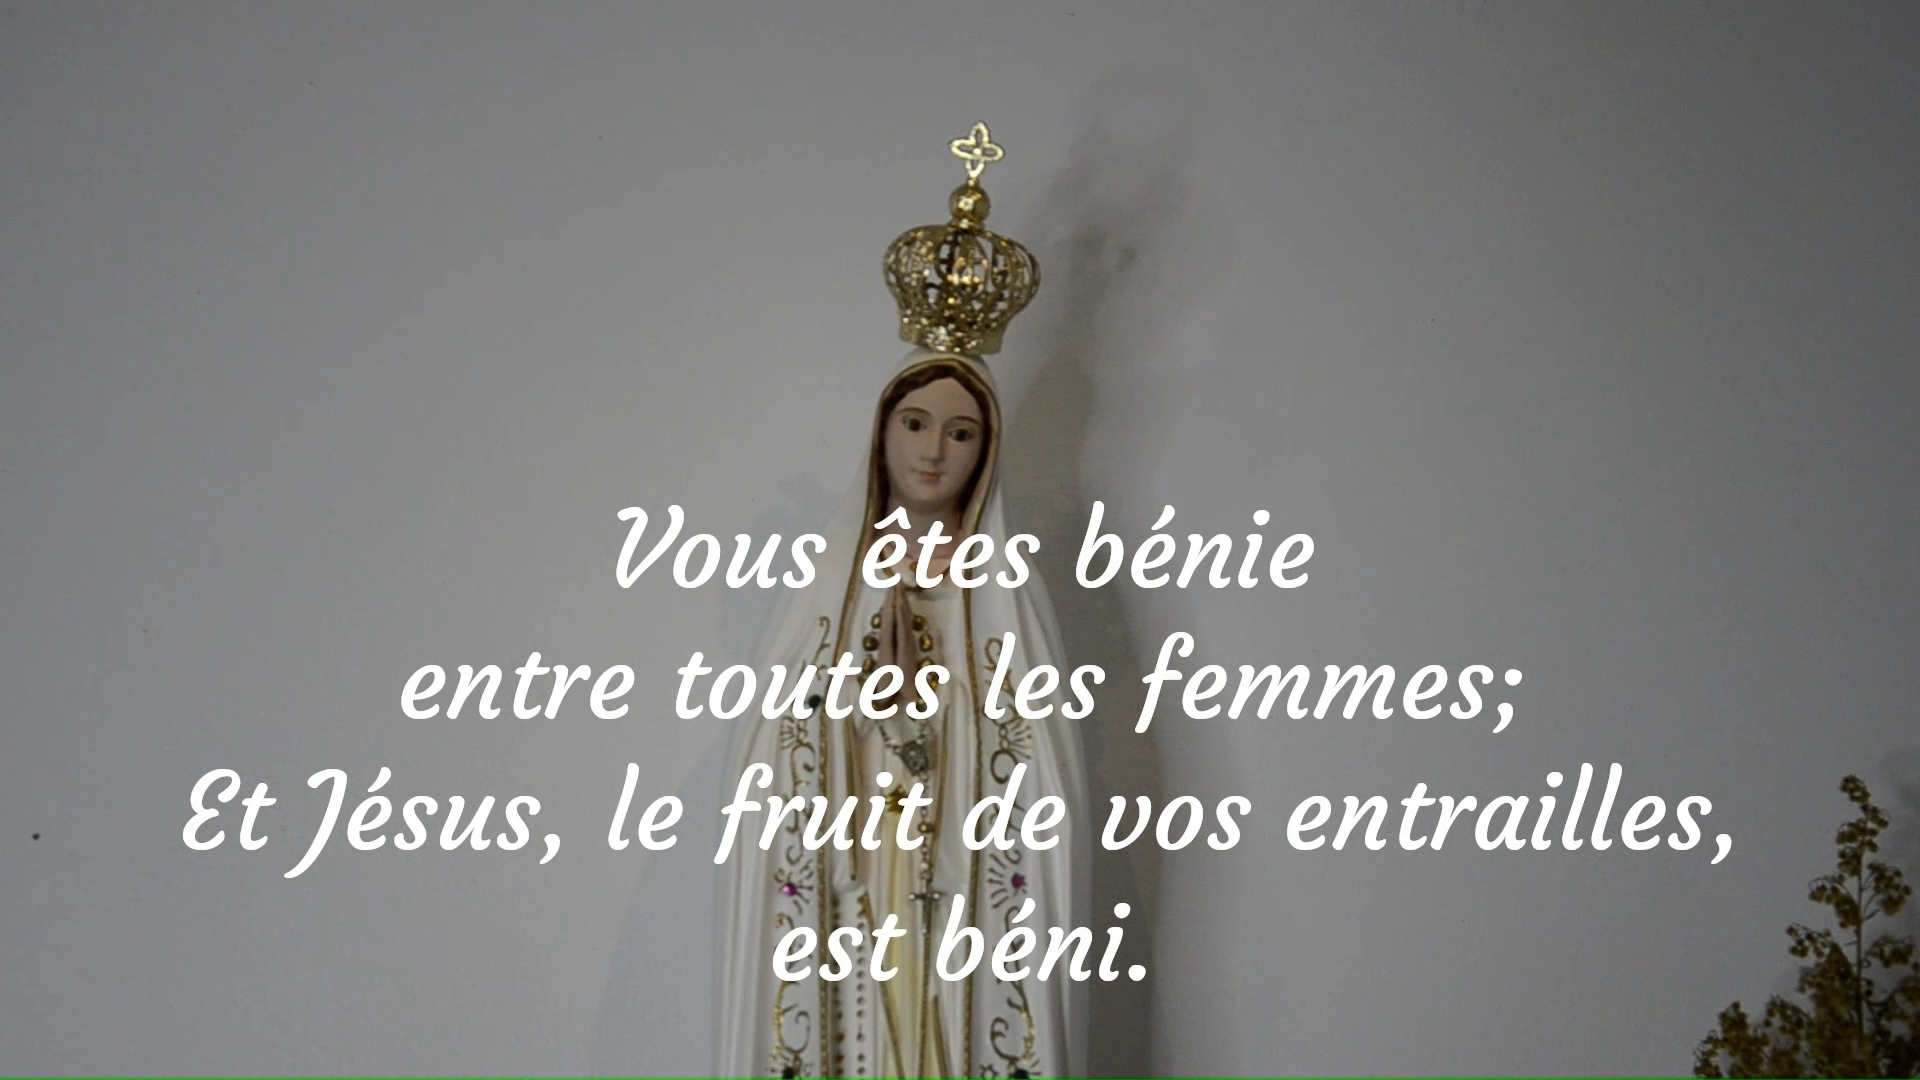 Vous êtes bénie
entre toutes les femmes;
Et Jésus, le fruit de vos entrailles,
est béni.